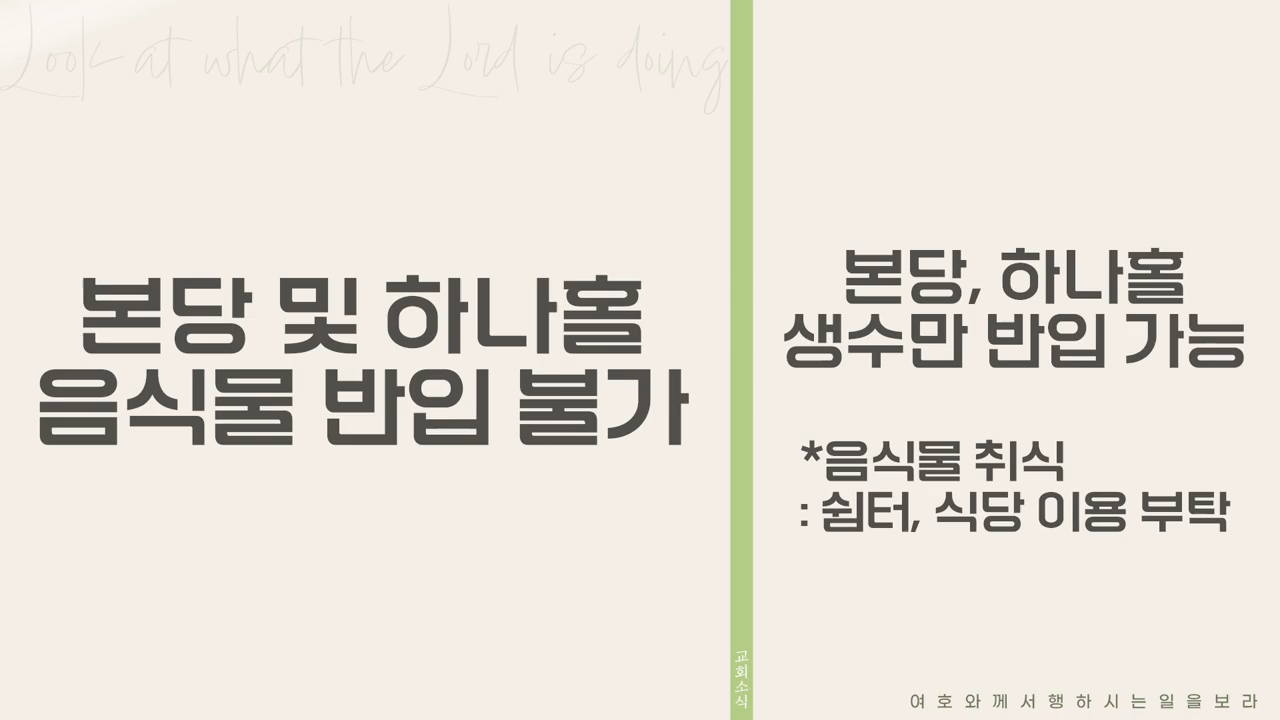 Look at what the Lord is doing
본당 및 하나홀
음식물 반입 불가
본당, 하나홀
생수만 반입 가능
*음식물 취식
: 쉼터, 식당 이용 부탁
교회소식
여호와께서행하시는일을보라